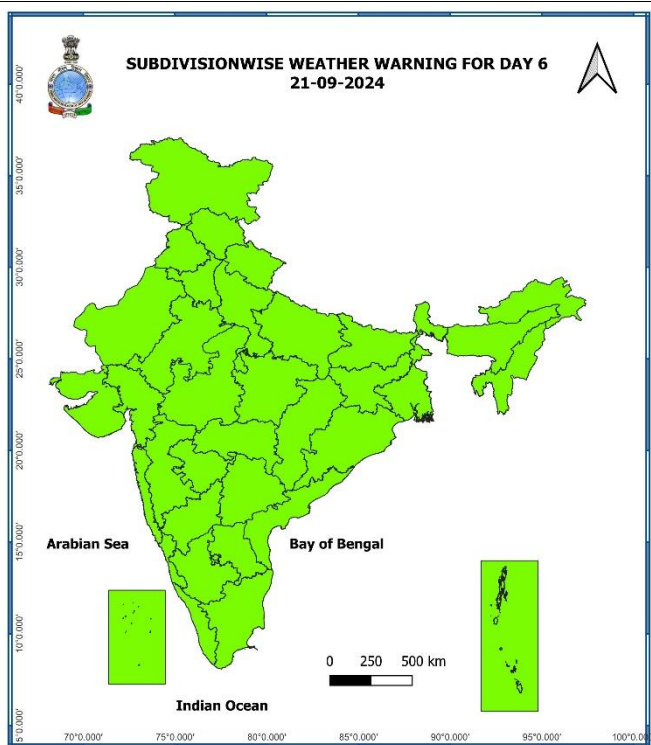 SUBDIVISIONWISE WEATHER WARNING FOR DAY 6
21-09-2024
40°0.000'
35°0.000'
30°0.000'
25°0.000'
20°0.000'
15°0.000'
10°0.000'
5°0.000'
Arabian Sea
Bay of Bengal
0 250 500 km
Indian Ocean
70°0.000' 75°0.000' 80°0.000' 85°0.000' 90°0.000' 95°0.000' 100°0.000'